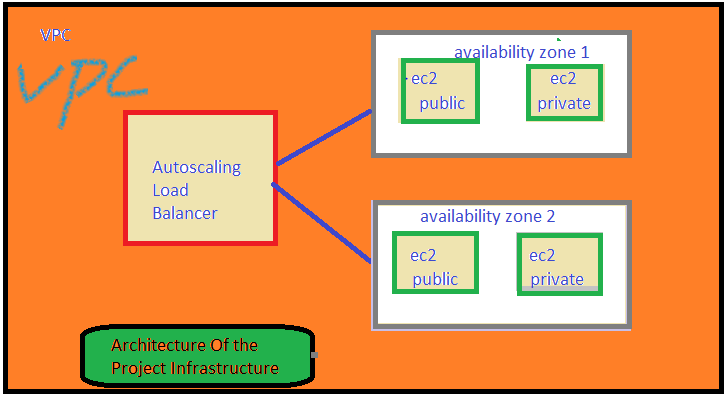 VPC
VPC
availability zone 1
ec2
public
ec2
private
Autoscaling
Load
Balancer
availability zone 2
ec2
public
ec2
private
Architecture Of the
Project Infrastructure